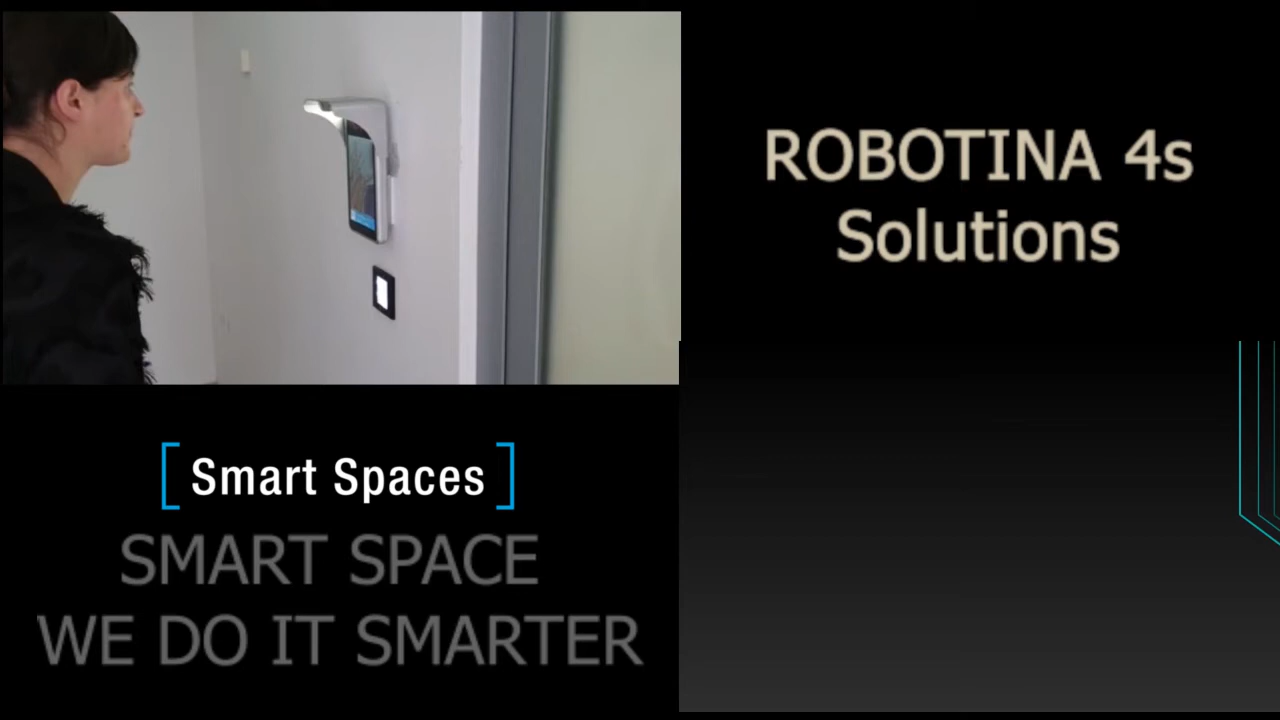 ROBOTINA 4s
Solutions
[Smart Spaces]
SMART SPACE
WE DO IT SMARTER